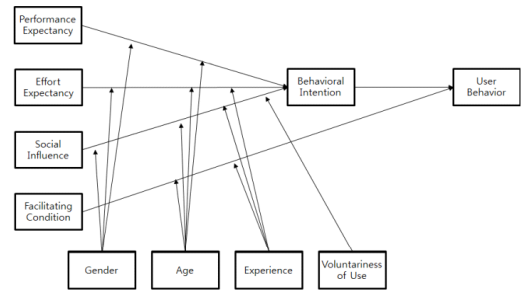 Performance
Expectancy
Effort
Expectancy
Behavioral
Intention
User
Behavior
Social
Influence
Facilitating
Condition
Gender
Age
Experience
Voluntariness
of Use